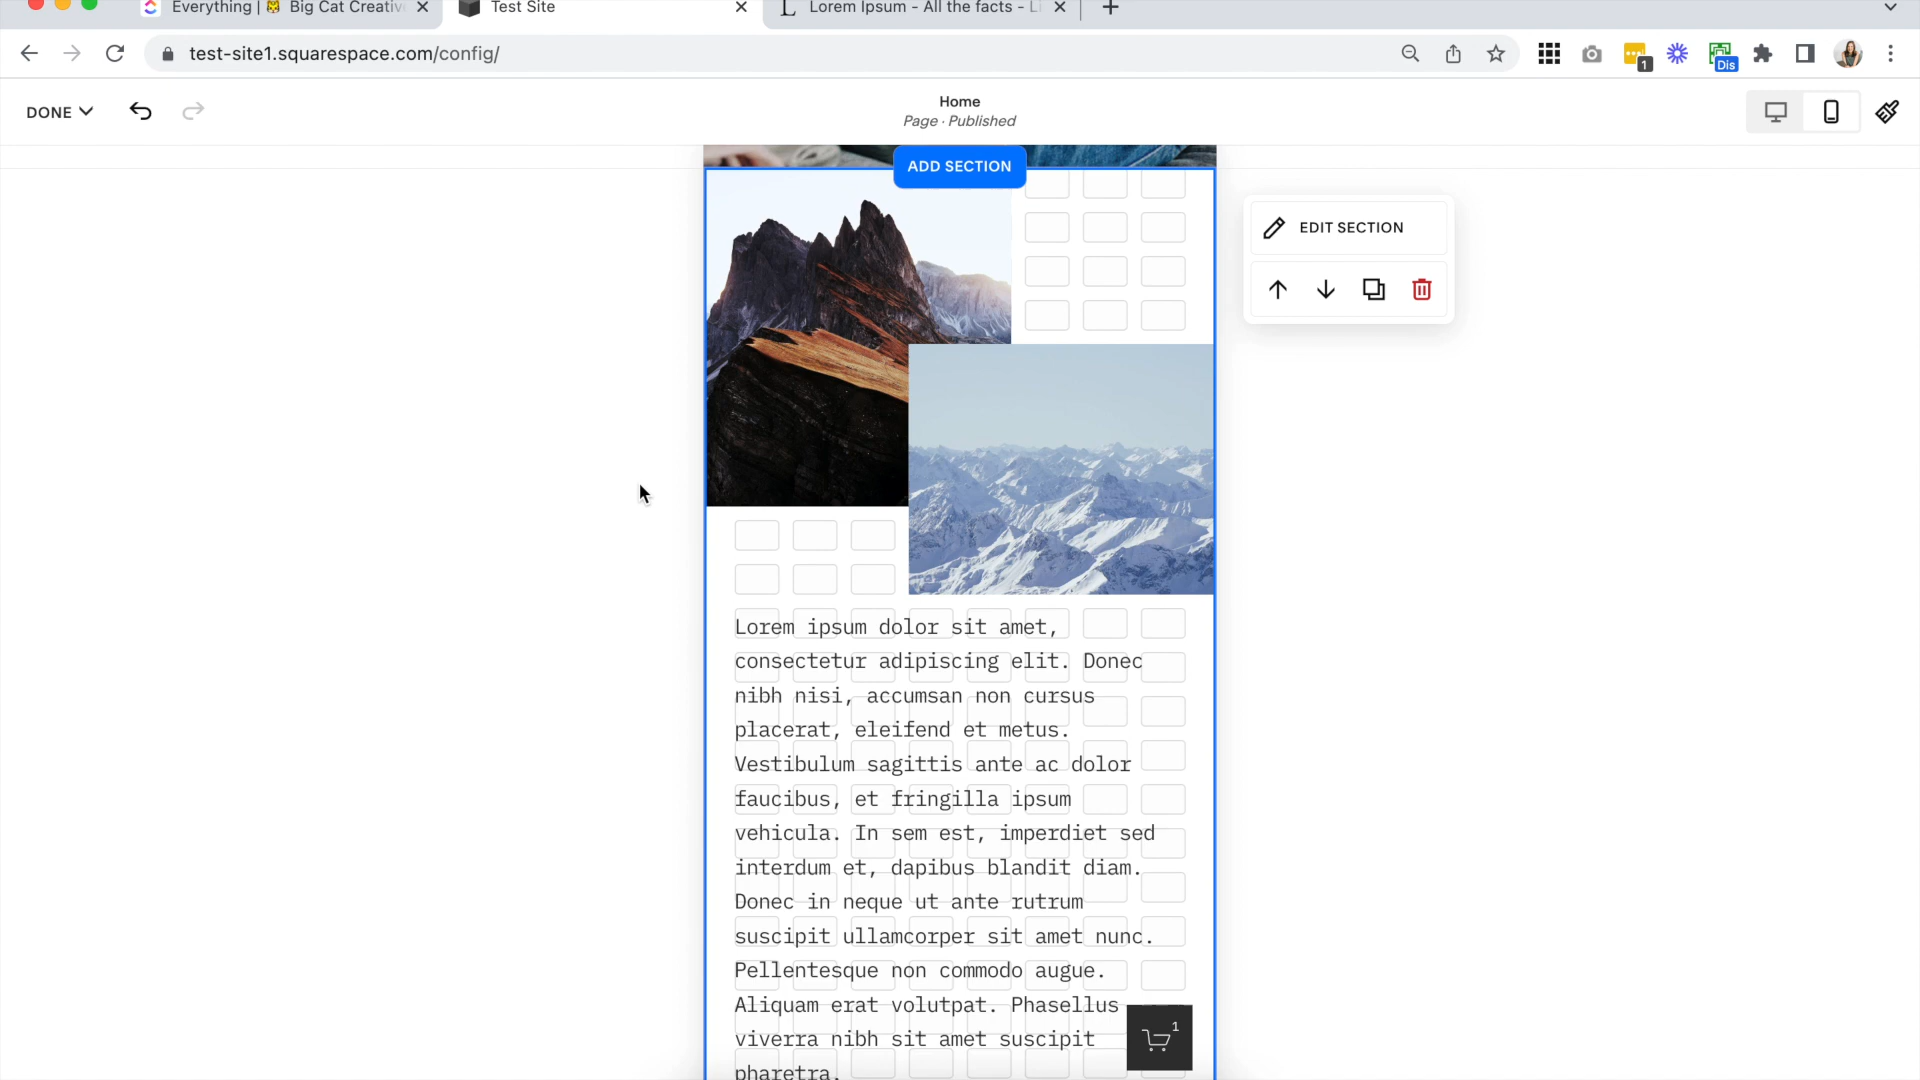 Everything | 🐯 Big Cat Creativ
Test Site
Lorem Ipsum - All the facts - Li
test-site1.squarespace.com/config/
1
Dis
DONE
Home
Page · Published
ADD SECTION
EDIT SECTION
Lorem ipsum dolor sit amet,
consectetur adipiscing elit. Donec
nibh nisi, accumsan non cursus
placerat, eleifend et metus.
Vestibulum sagittis ante ac dolor
faucibus, et fringilla ipsum
vehicula. In sem est, imperdiet sed
interdum et, dapibus blandit diam.
Donec in neque ut ante rutrum
suscipit ullamcorper sit amet nunc.
Pellentesque non commodo augue.
Aliquam erat volutpat. Phasellus
viverra nibh sit amet suscipit
pharetra.
1